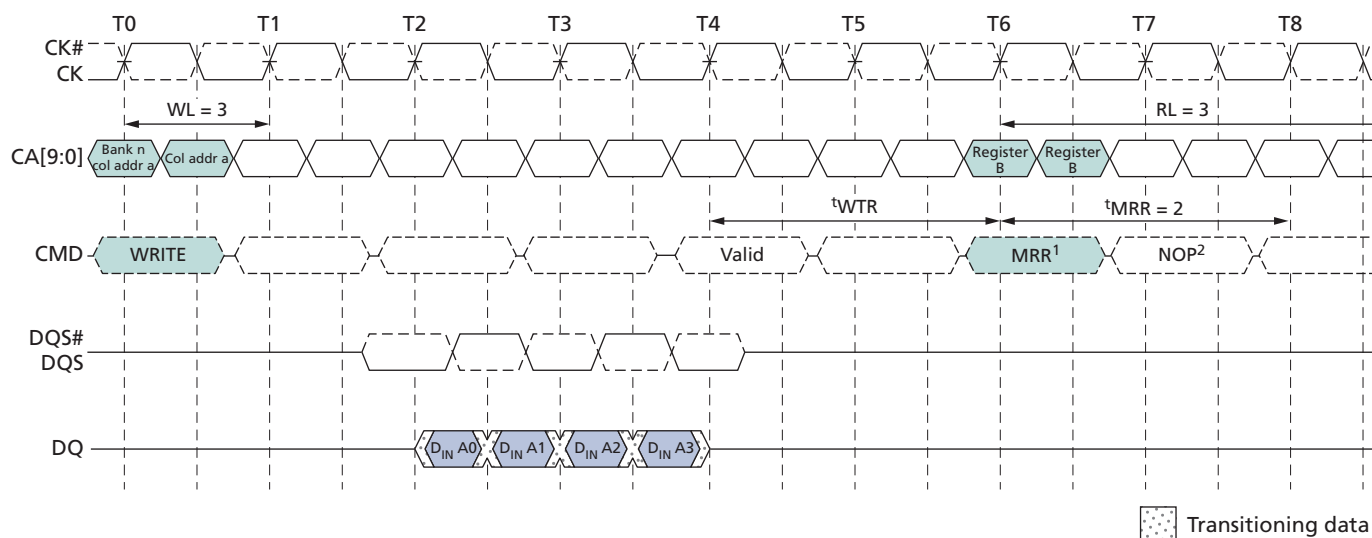 T0 T1 T2 T3 T4 T5 T6 T7 T8
CK#
CK
WL = 3 RL = 3
CA[9:0]
Bank n
col addr a
Col addr a
Register
B
Register
B
tWTR tMRR = 2
CMD WRITE Valid MRR1 NOP2
DQS#
DQS
DQ DIN A0 DIN A1 DIN A2 DIN A3
Transitioning data